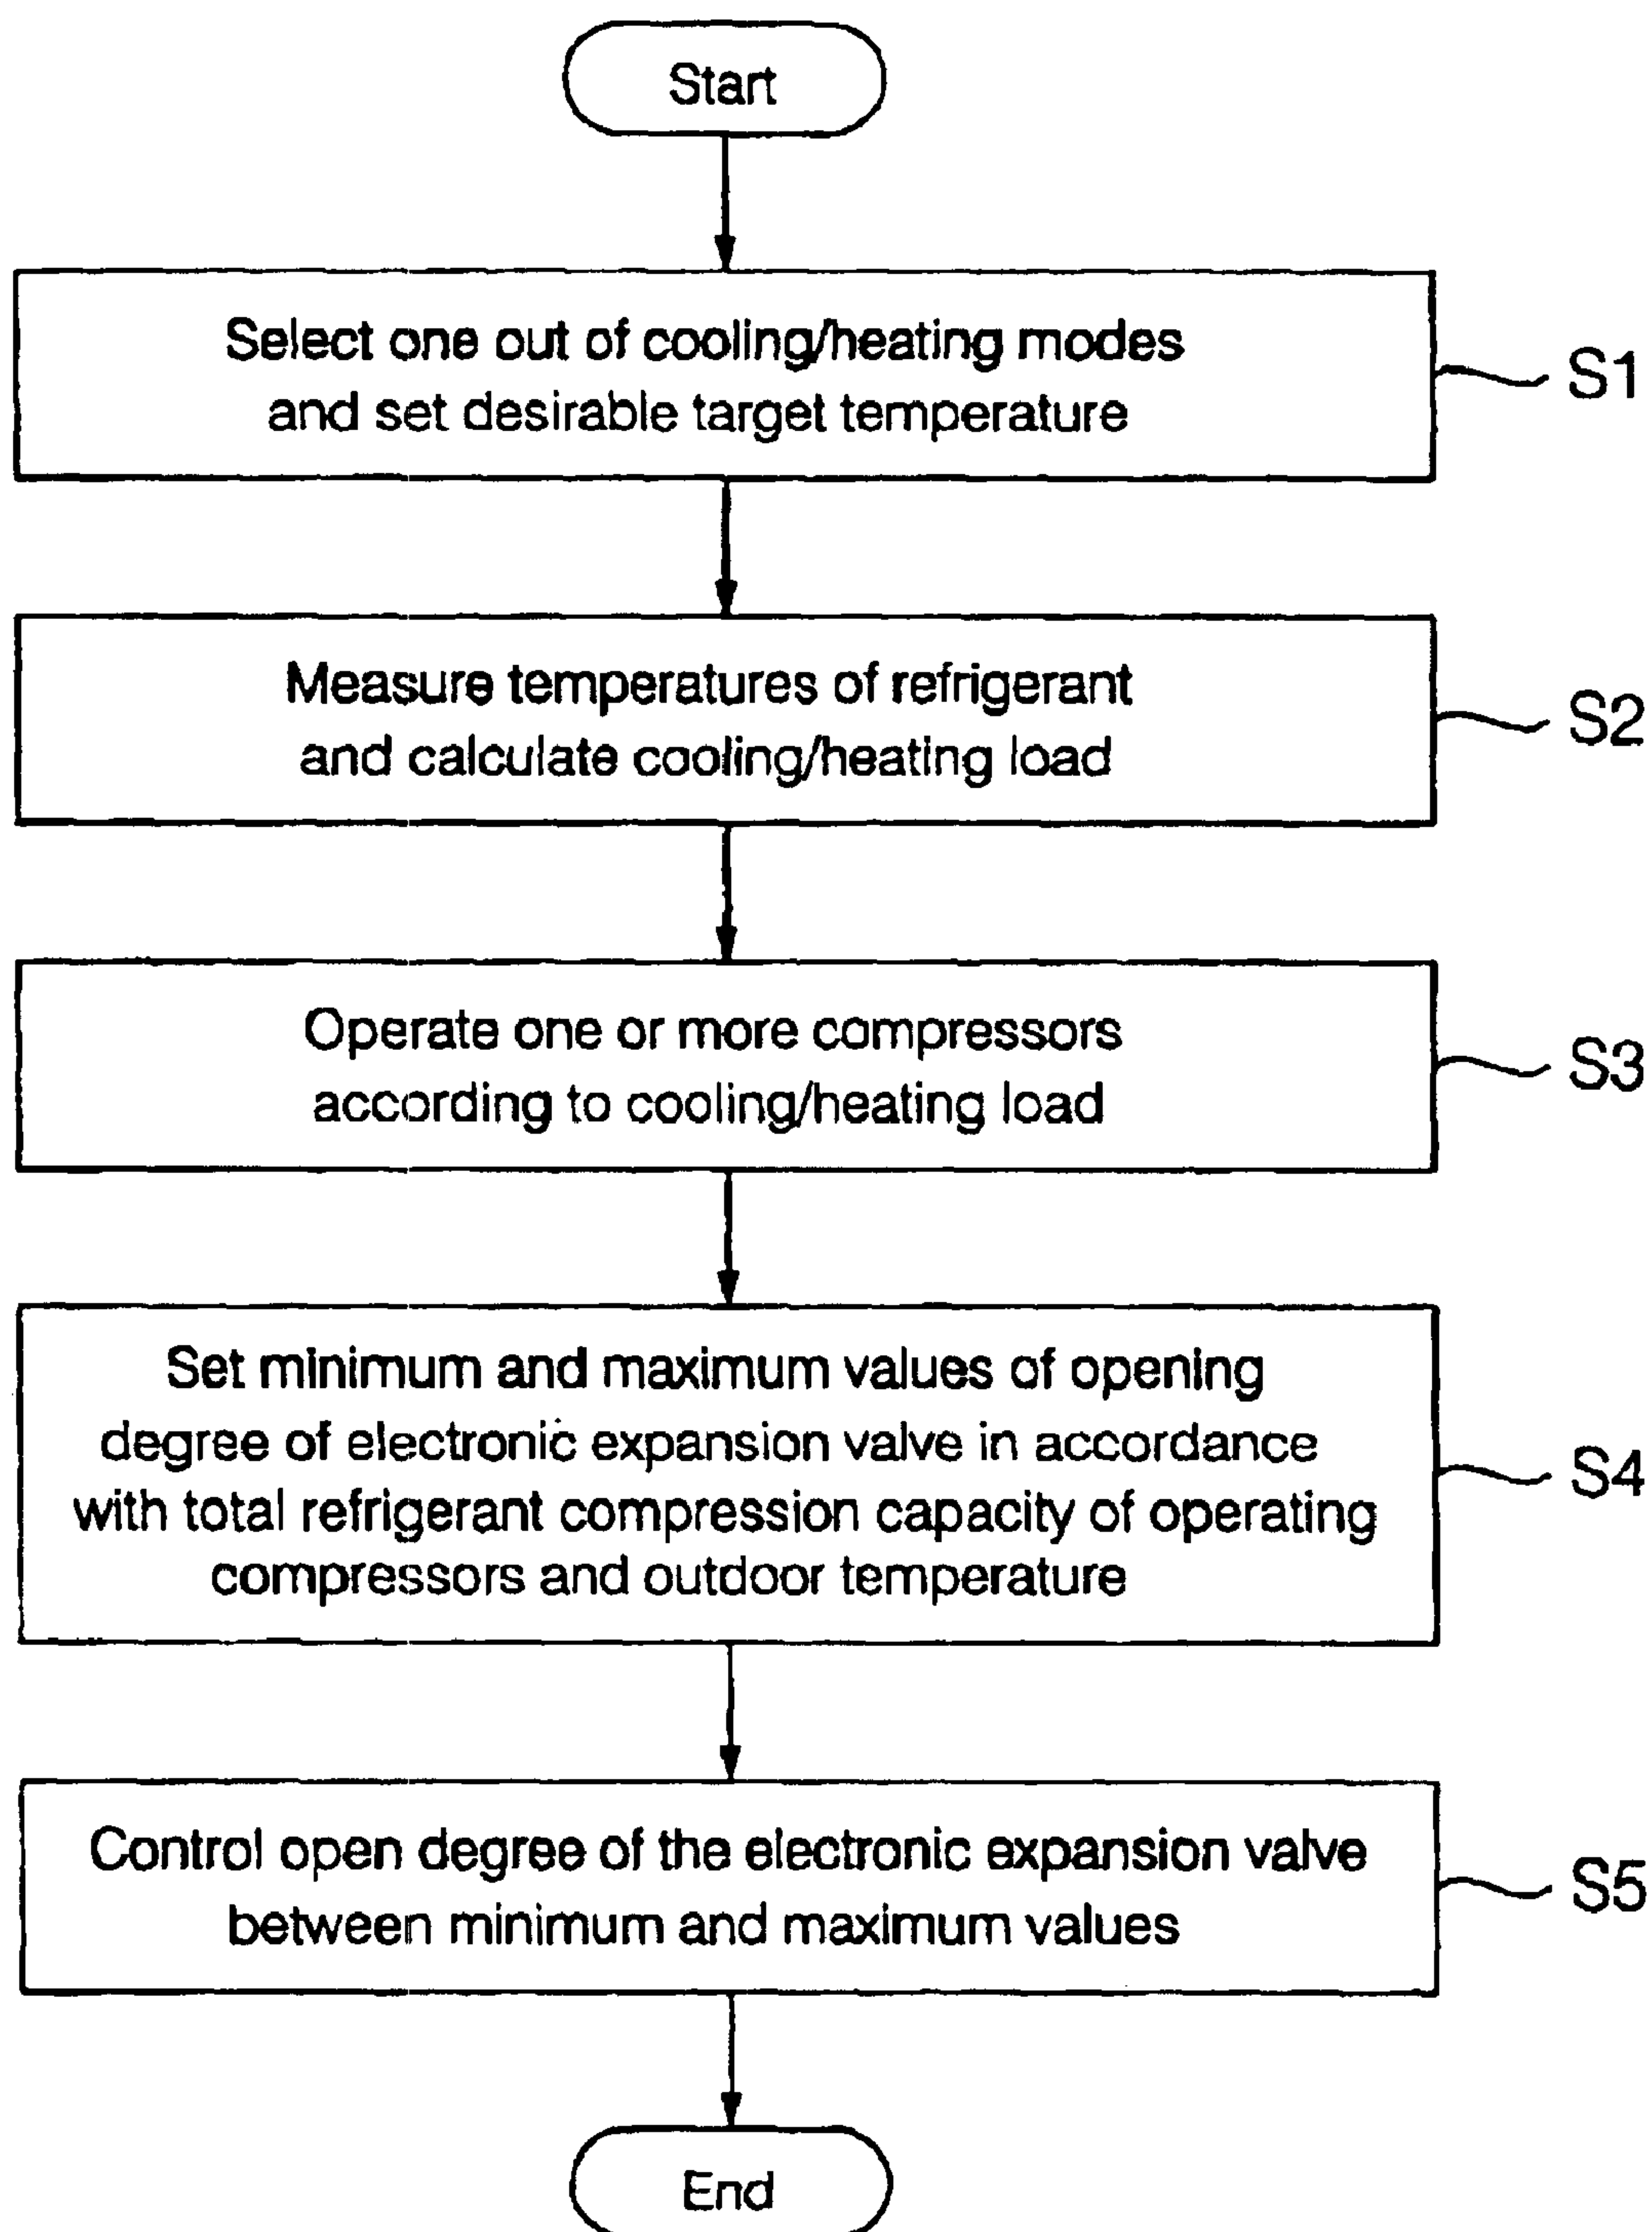 Start
Select one out of cooling/heating modes
and set desirable target temperature
S1
Measure temperatures of refrigerant
and calculate cooling/heating load
S2
Operate one or more compressors
according to cooling/heating load
S3
Set minimum and maximum values of opening
degree of electronic expansion valve in accordance
with total refrigerant compression capacity of operating
compressors and outdoor temperature
S4
Control open degree of the electronic expansion valve
between minimum and maximum values
S5
End